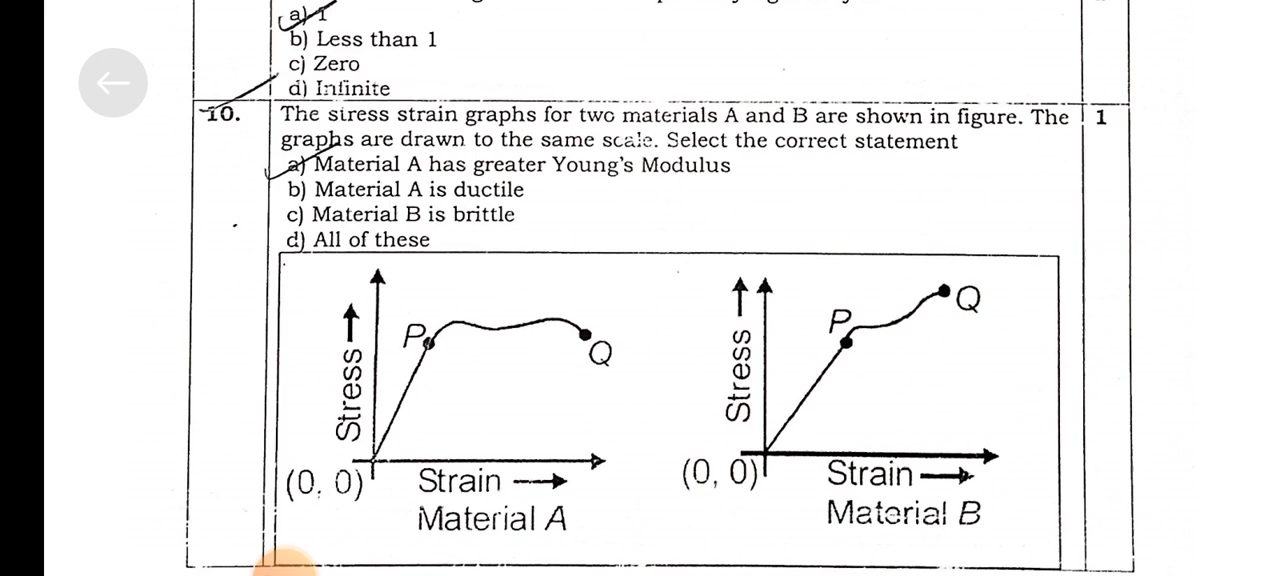 a) 1
b) Less than 1
c) Zero
d) Infinite
10. The stress strain graphs for two materials A and B are shown in figure. The 1
graphs are drawn to the same scale. Select the correct statement
a) Material A has greater Young's Modulus
b) Material A is ductile
c) Material B is brittle
d) All of these
Stress
P
Q
(0, 0)
Strain
Material A
Stress
P
Q
(0, 0)
Strain
Material B